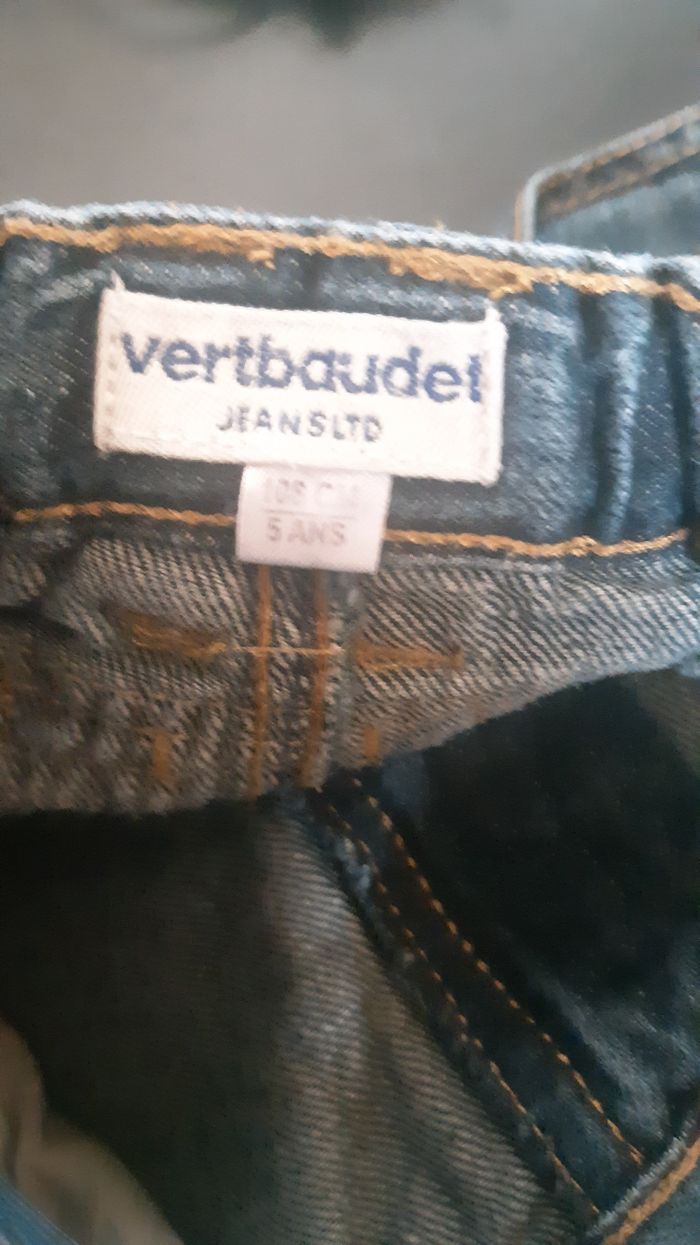 vertbaudet
JEANS LTD
108 CM
5 ANS